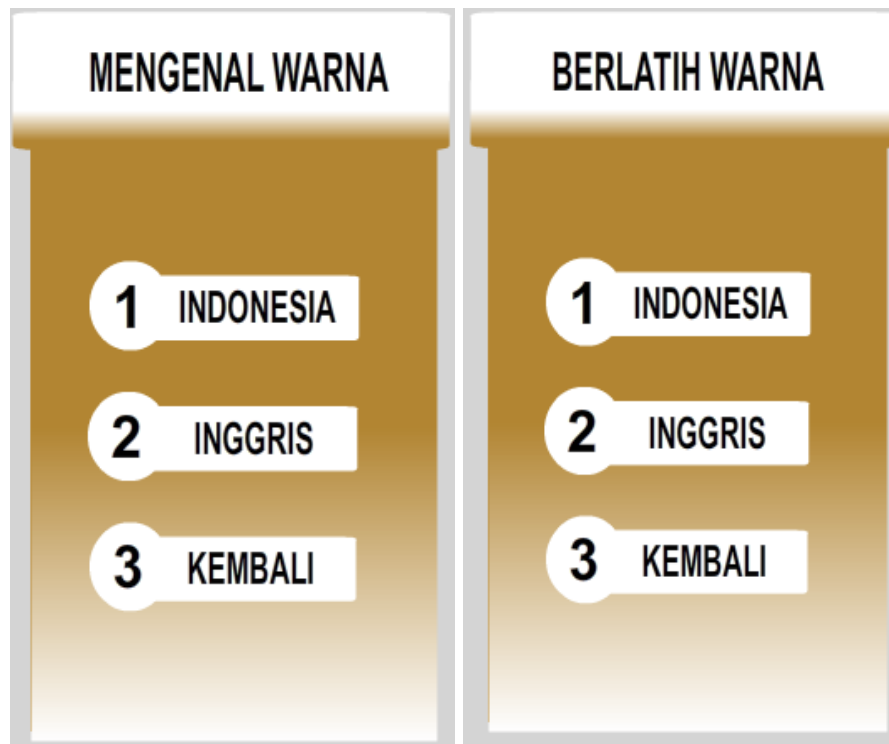 MENGENAL WARNA
1 INDONESIA
2 INGGRIS
3 KEMBALI
BERLATIH WARNA
1 INDONESIA
2 INGGRIS
3 KEMBALI